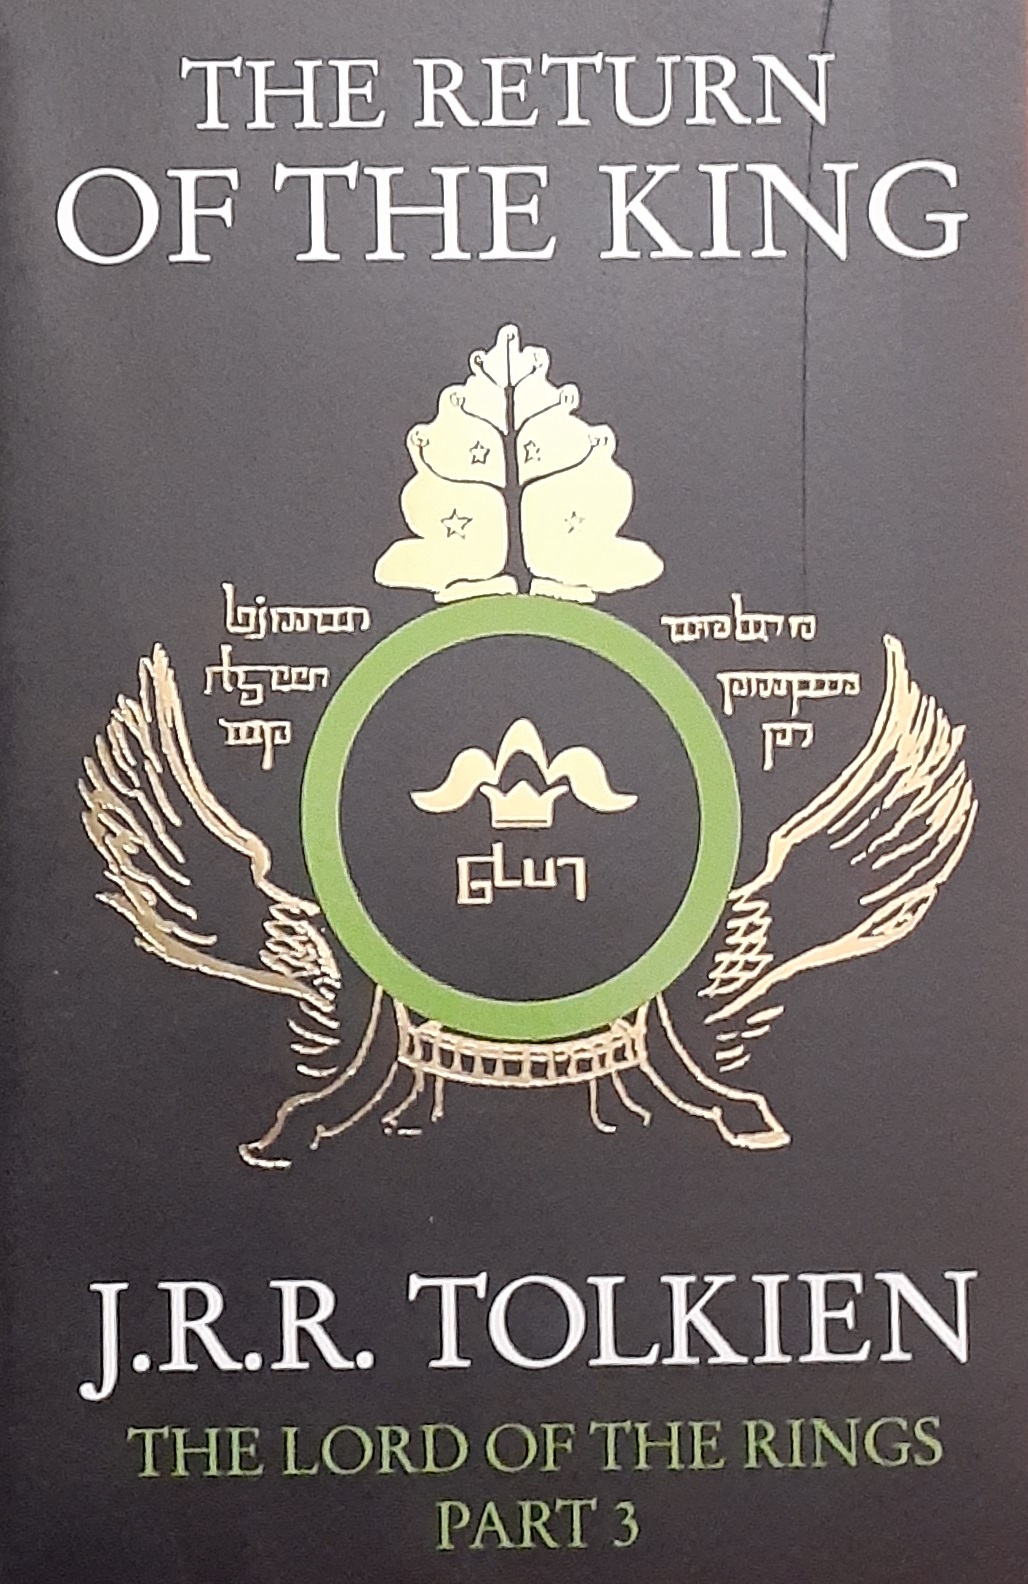 THE RETURN
OF THE KING
J.R.R. TOLKIEN
THE LORD OF THE RINGS
PART 3